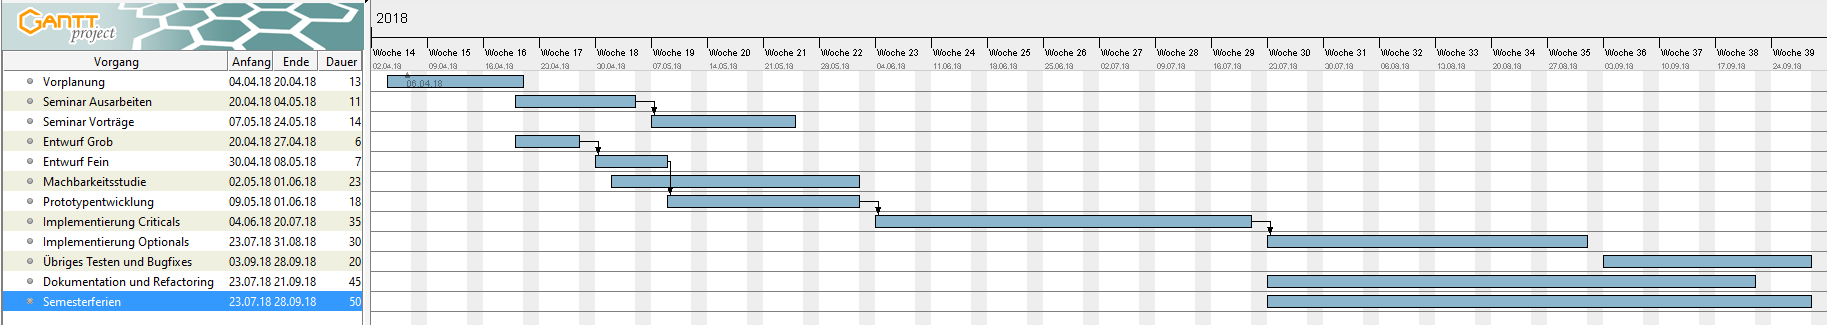 GANTT
project
2018
Woche 14 Woche 15 Woche 16 Woche 17 Woche 18 Woche 19 Woche 20 Woche 21 Woche 22 Woche 23 Woche 24 Woche 25 Woche 26 Woche 27 Woche 28 Woche 29 Woche 30 Woche 31 Woche 32 Woche 33 Woche 34 Woche 35 Woche 36 Woche 37 Woche 38 Woche 39
02.04.18 09.04.18 16.04.18 23.04.18 30.04.18 07.05.18 14.05.18 21.05.18 28.05.18 04.06.18 11.06.18 18.06.18 25.06.18 02.07.18 09.07.18 16.07.18 23.07.18 30.07.18 06.08.18 13.08.18 20.08.18 27.08.18 03.09.18 10.09.18 17.09.18 24.09.18
Vorgang Anfang Ende Dauer
Vorplanung 04.04.18 20.04.18 13
06.04.18
Seminar Ausarbeiten 20.04.18 04.05.18 11
Seminar Vorträge 07.05.18 24.05.18 14
Entwurf Grob 20.04.18 27.04.18 6
Entwurf Fein 30.04.18 08.05.18 7
Machbarkeitsstudie 02.05.18 01.06.18 23
Prototypentwicklung 09.05.18 01.06.18 18
Implementierung Criticals 04.06.18 20.07.18 35
Implementierung Optionals 23.07.18 31.08.18 30
Übriges Testen und Bugfixes 03.09.18 28.09.18 20
Dokumentation und Refactoring 23.07.18 21.09.18 45
Semesterferien 23.07.18 28.09.18 50